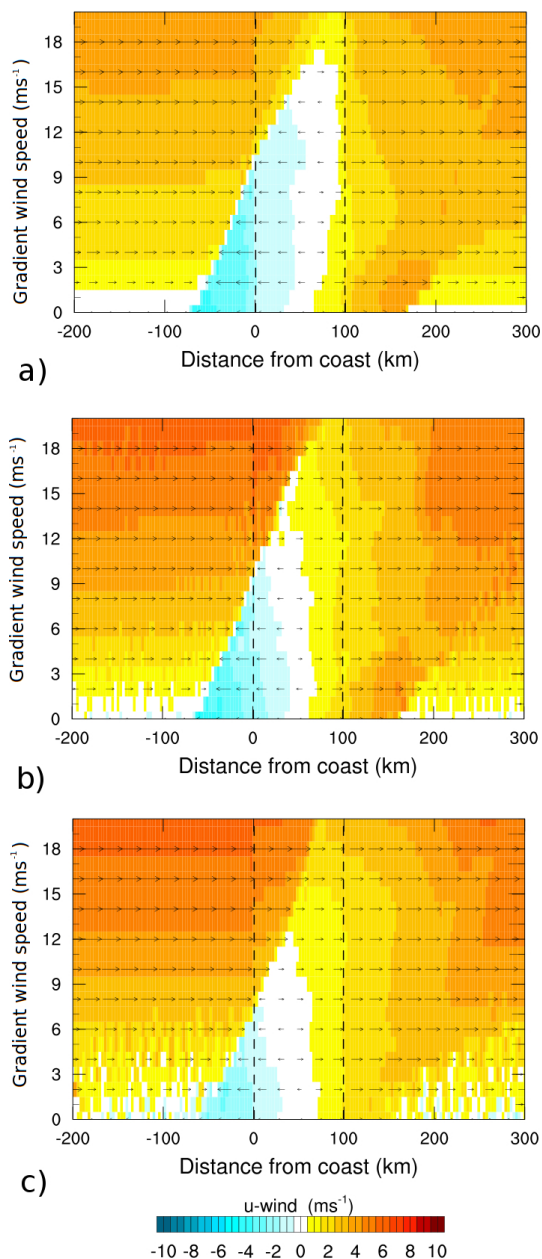 18
15
12
9
6
3
0
Gradient wind speed (ms⁻¹)
-200 -100 0 100 200 300
Distance from coast (km)
a)
18
15
12
9
6
3
0
Gradient wind speed (ms⁻¹)
-200 -100 0 100 200 300
Distance from coast (km)
b)
18
15
12
9
6
3
0
Gradient wind speed (ms⁻¹)
-200 -100 0 100 200 300
Distance from coast (km)
c)
u-wind (ms⁻¹)
-10 -8 -6 -4 -2 0 2 4 6 8 10